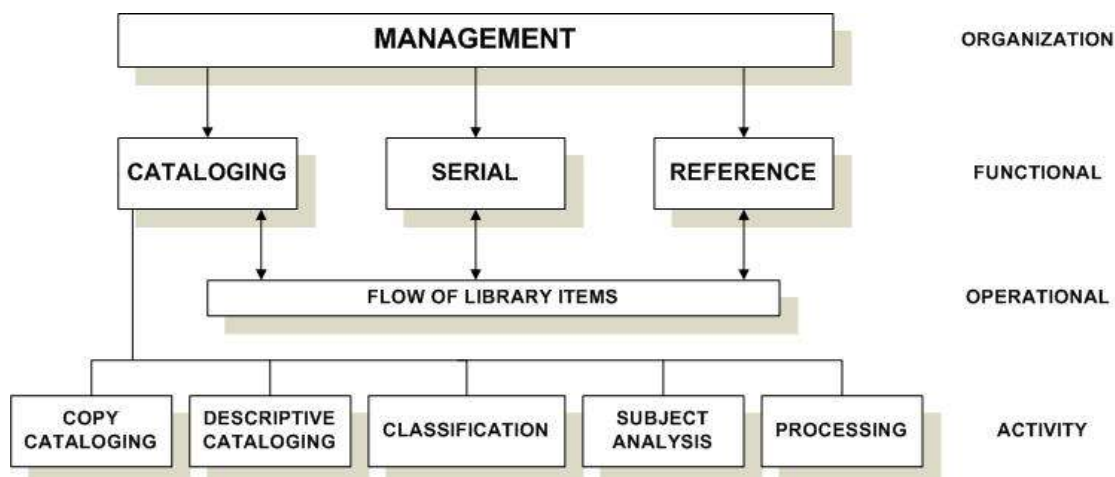 MANAGEMENT
ORGANIZATION
CATALOGING
SERIAL
REFERENCE
FUNCTIONAL
FLOW OF LIBRARY ITEMS
OPERATIONAL
COPY
CATALOGING
DESCRIPTIVE
CATALOGING
CLASSIFICATION
SUBJECT
ANALYSIS
PROCESSING
ACTIVITY